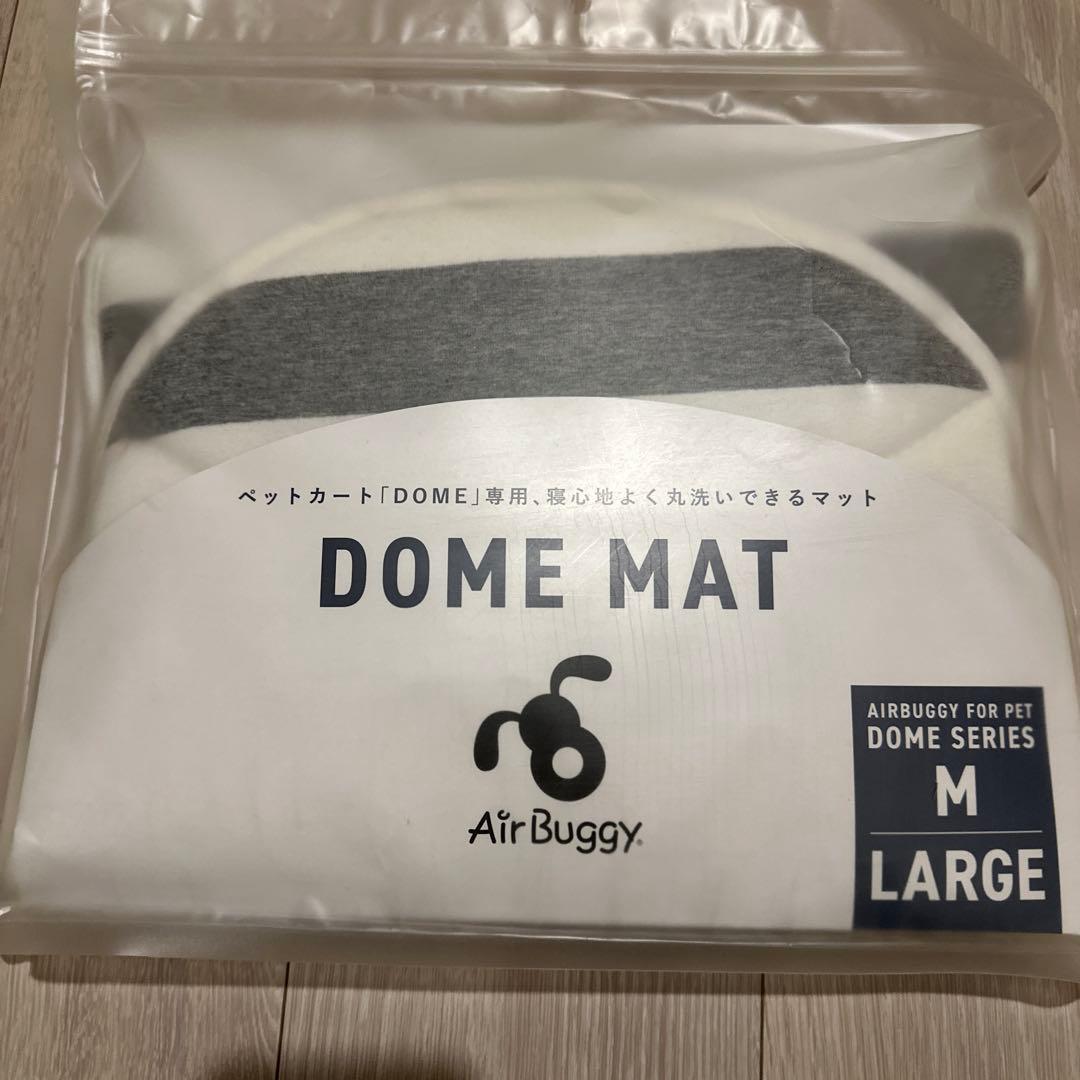 ペットカート「DOME」専用、寝心地よく丸洗いできるマット
DOME MAT
AirBuggy®
AIRBUGGY FOR PET
DOME SERIES
M
LARGE